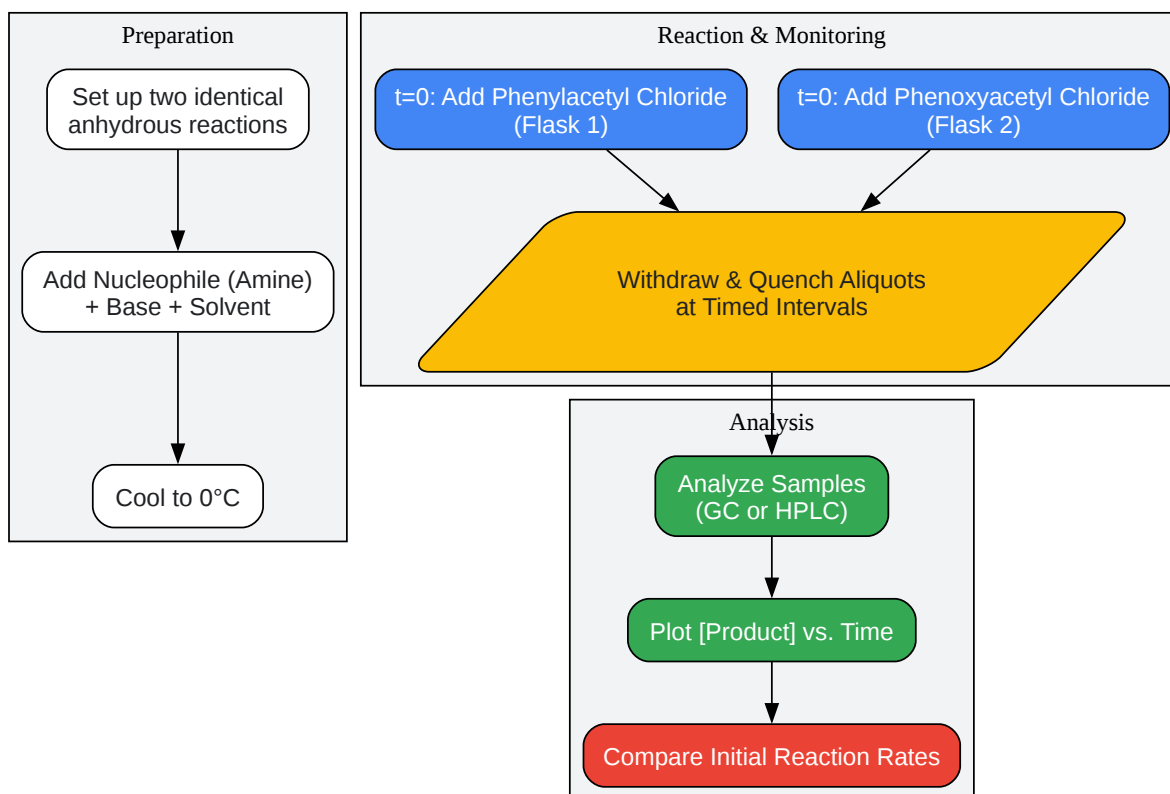 Preparation
Set up two identical
anhydrous reactions
Add Nucleophile (Amine)
+ Base + Solvent
Cool to 0°C
Reaction & Monitoring
t=0: Add Phenylacetyl Chloride
(Flask 1)
t=0: Add Phenoxyacetyl Chloride
(Flask 2)
Withdraw & Quench Aliquots
at Timed Intervals
Analysis
Analyze Samples
(GC or HPLC)
Plot [Product] vs. Time
Compare Initial Reaction Rates